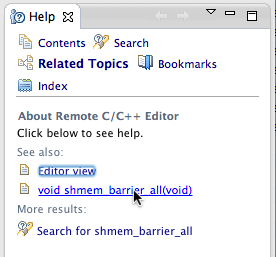 Help
Contents Search
Related Topics Bookmarks
Index
About Remote C/C++ Editor
Click below to see help.
See also:
Editor view
void shmem_barrier_all(void)
More results:
Search for shmem_barrier_all